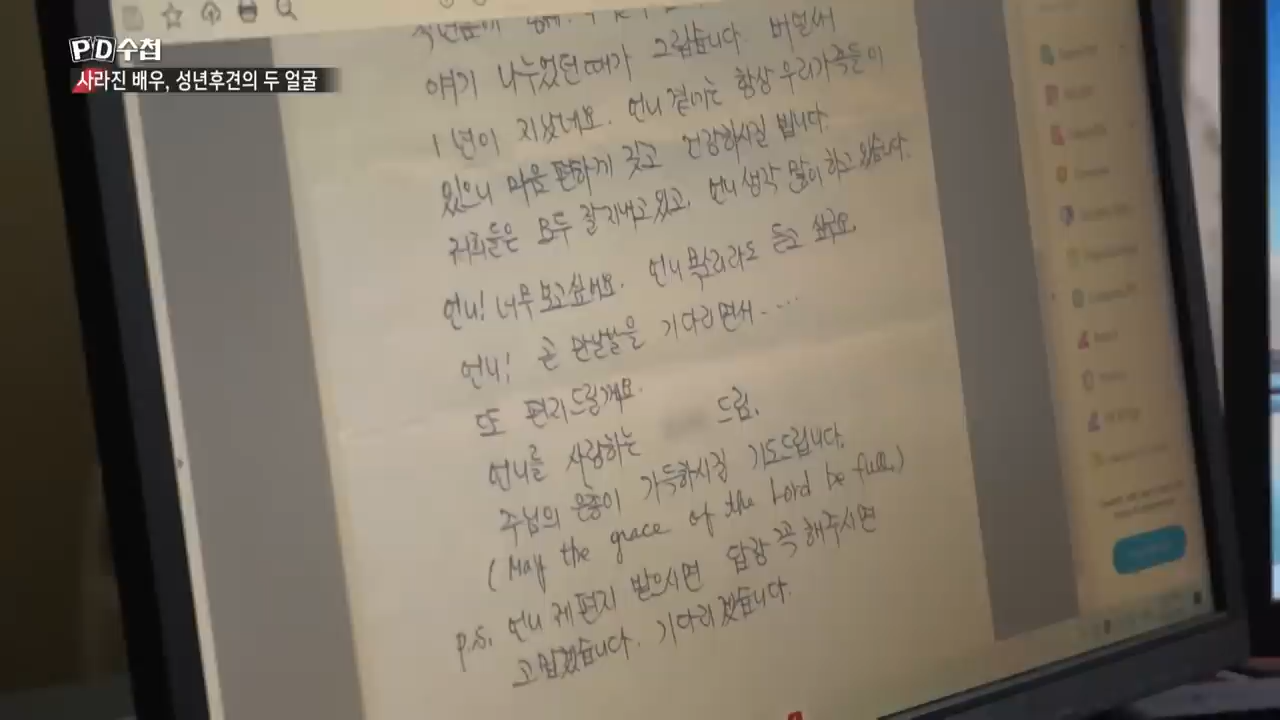 PD수첩
사라진 배우, 성년후견의 두 얼굴
얘기 나누었던 때가 그립습니다. 벌써
1년이 지났네요. 언니 곁에는 항상 우리가족들이
있으니 마음 편하게 갖고 건강하시길 빕니다.
저희들은 모두 잘 지내고 있고, 언니 생각 많이 하고 있습니다.
언니! 너무 보고 싶어요. 언니 목소리라도 듣고 싶구요.
언니! 곧 만날날을 기다리면서.....
또 편지드릴게요.
언니를 사랑하는 드림.
주님의 은총이 가득하시길 기도드립니다.
(May the grace of the Lord be full.)
P.S. 언니 제 편지 받으시면 답장 꼭 해주시면
고맙겠습니다. 기다리겠습니다.